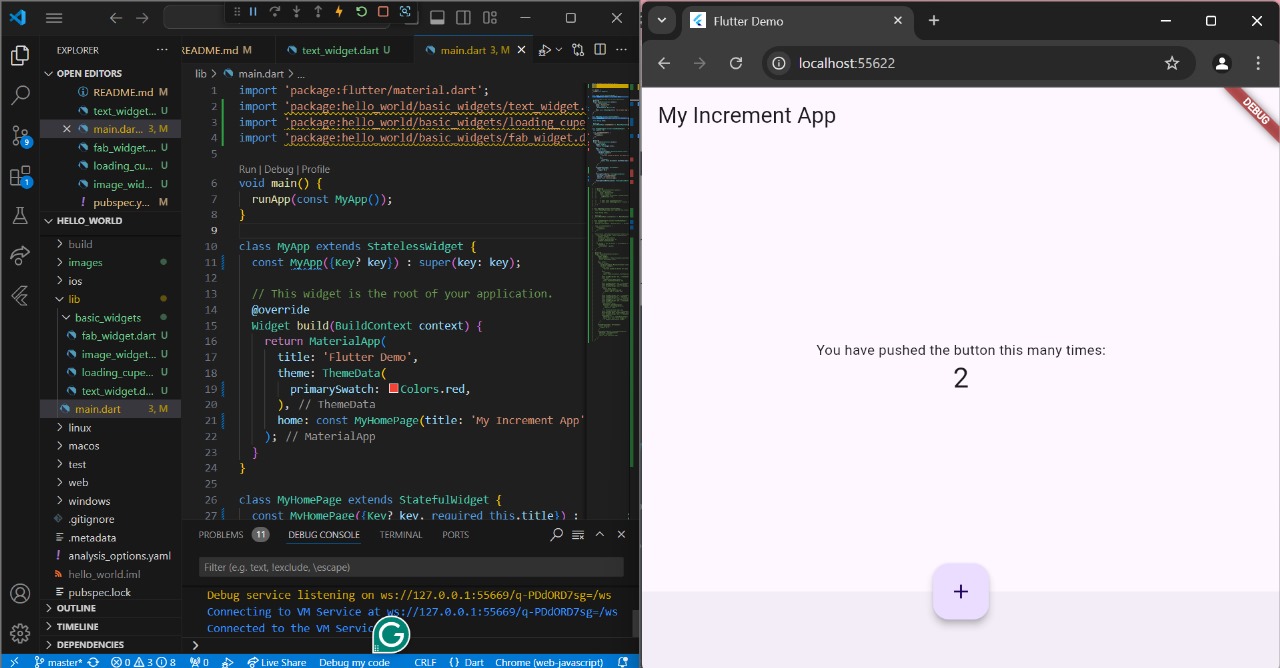 README.md M
text_widget.dart U
main.dart 3, M
EXPLORER
OPEN EDITORS
README.md M
text_widget... U
main.dar... 3, M
fab_widget.... U
loading_cu... U
image_wid... U
! pubspec.y... M
HELLO_WORLD
build
images
ios
lib
basic_widgets
fab_widget.dart U
image_widget... U
loading_cupe... U
text_widget.d... U
main.dart 3, M
linux
macos
test
web
windows
.gitignore
.metadata
! analysis_options.yaml
hello_world.iml
pubspec.lock
OUTLINE
TIMELINE
DEPENDENCIES
9
1
lib > main.dart > ...
1 import 'package:flutter/material.dart';
2 import 'package:hello_world/basic_widgets/text_widget.
3 import 'package:hello_world/basic_widgets/loading_cupe
4 import 'package:hello_world/basic_widgets/fab_widget.d
5
Run | Debug | Profile
6 void main() {
7 runApp(const MyApp());
8 }
9
10 class MyApp extends StatelessWidget {
11 const MyApp({Key? key}) : super(key: key);
12
13 // This widget is the root of your application.
14 @override
15 Widget build(BuildContext context) {
16 return MaterialApp(
17 title: 'Flutter Demo',
18 theme: ThemeData(
19 primarySwatch: Colors.red,
20 ), // ThemeData
21 home: const MyHomePage(title: 'My Increment App'
22 ); // MaterialApp
23 }
24 }
25
26 class MyHomePage extends StatefulWidget {
27 const MyHomePage({Key? key, required this.title}) :
PROBLEMS 11 DEBUG CONSOLE TERMINAL PORTS
Filter (e.g. text, !exclude, \escape)
Debug service listening on ws://127.0.0.1:55669/q-PDdORD7sg=/ws
Connecting to VM Service at ws://127.0.0.1:55669/q-PDdORD7sg=/ws
Connected to the VM Servic
G
master* 0 3 8 0 Live Share Debug my code CRLF {} Dart Chrome (web-javascript)
Flutter Demo
localhost:55622
DEBUG
My Increment App
You have pushed the button this many times:
2
+